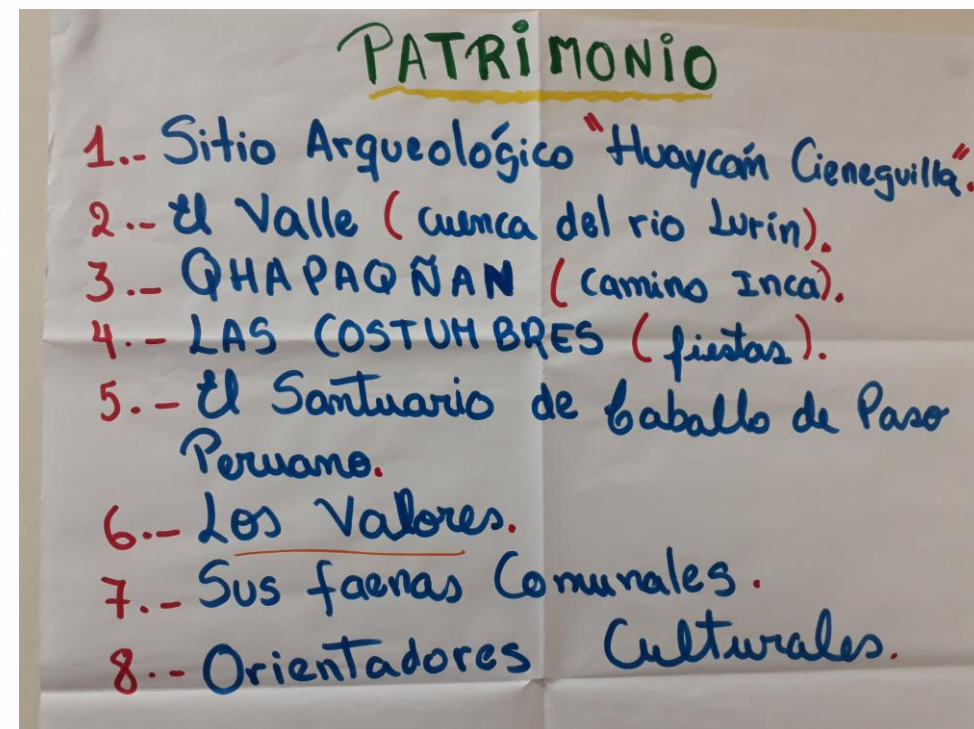 PATRIMONIO
1.- Sitio Arqueológico "Huaycán Cieneguilla".
2.- El Valle (cuenca del rio Lurín).
3.- QHAPAQ ÑAN (Camino Inca).
4.- LAS COSTUMBRES (fiestas).
5.- El Santuario de Caballo de Paso
Peruano.
6.- Los Valores.
7.- Sus faenas Comunales.
8.- Orientadores Culturales.